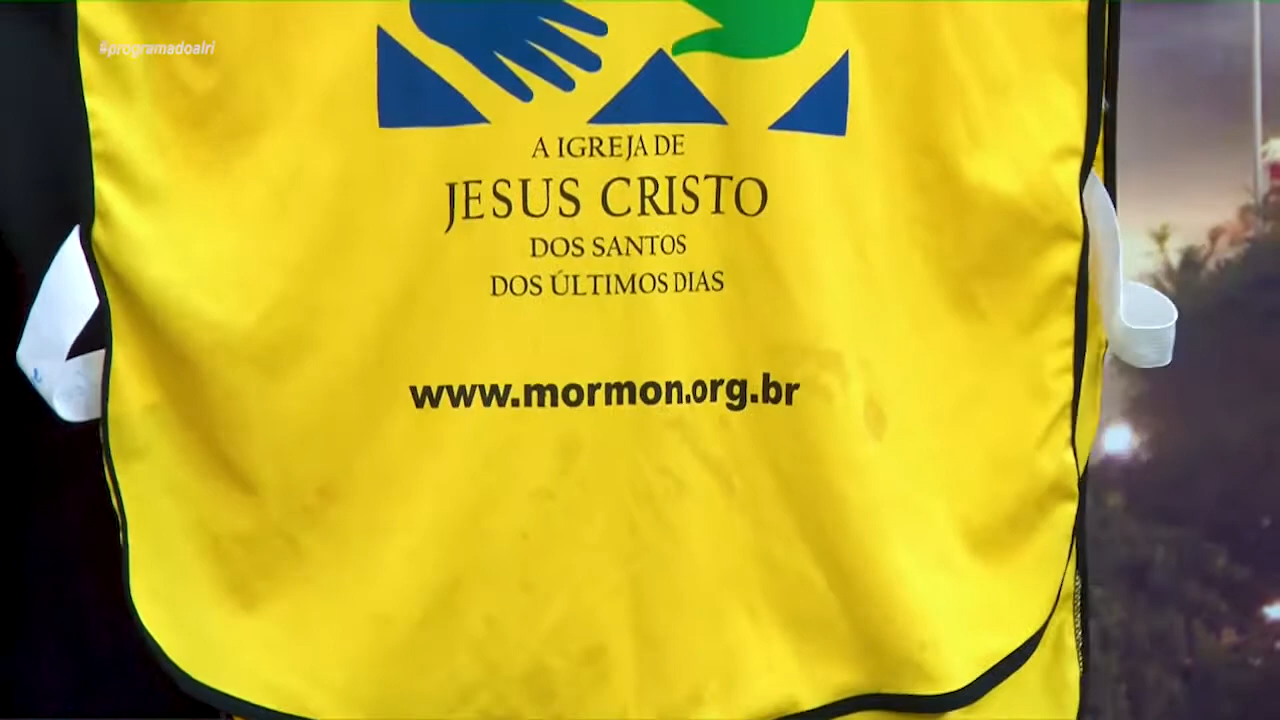 #programadoalri
A IGREJA DE
JESUS CRISTO
DOS SANTOS
DOS ÚLTIMOS DIAS
www.mormon.org.br